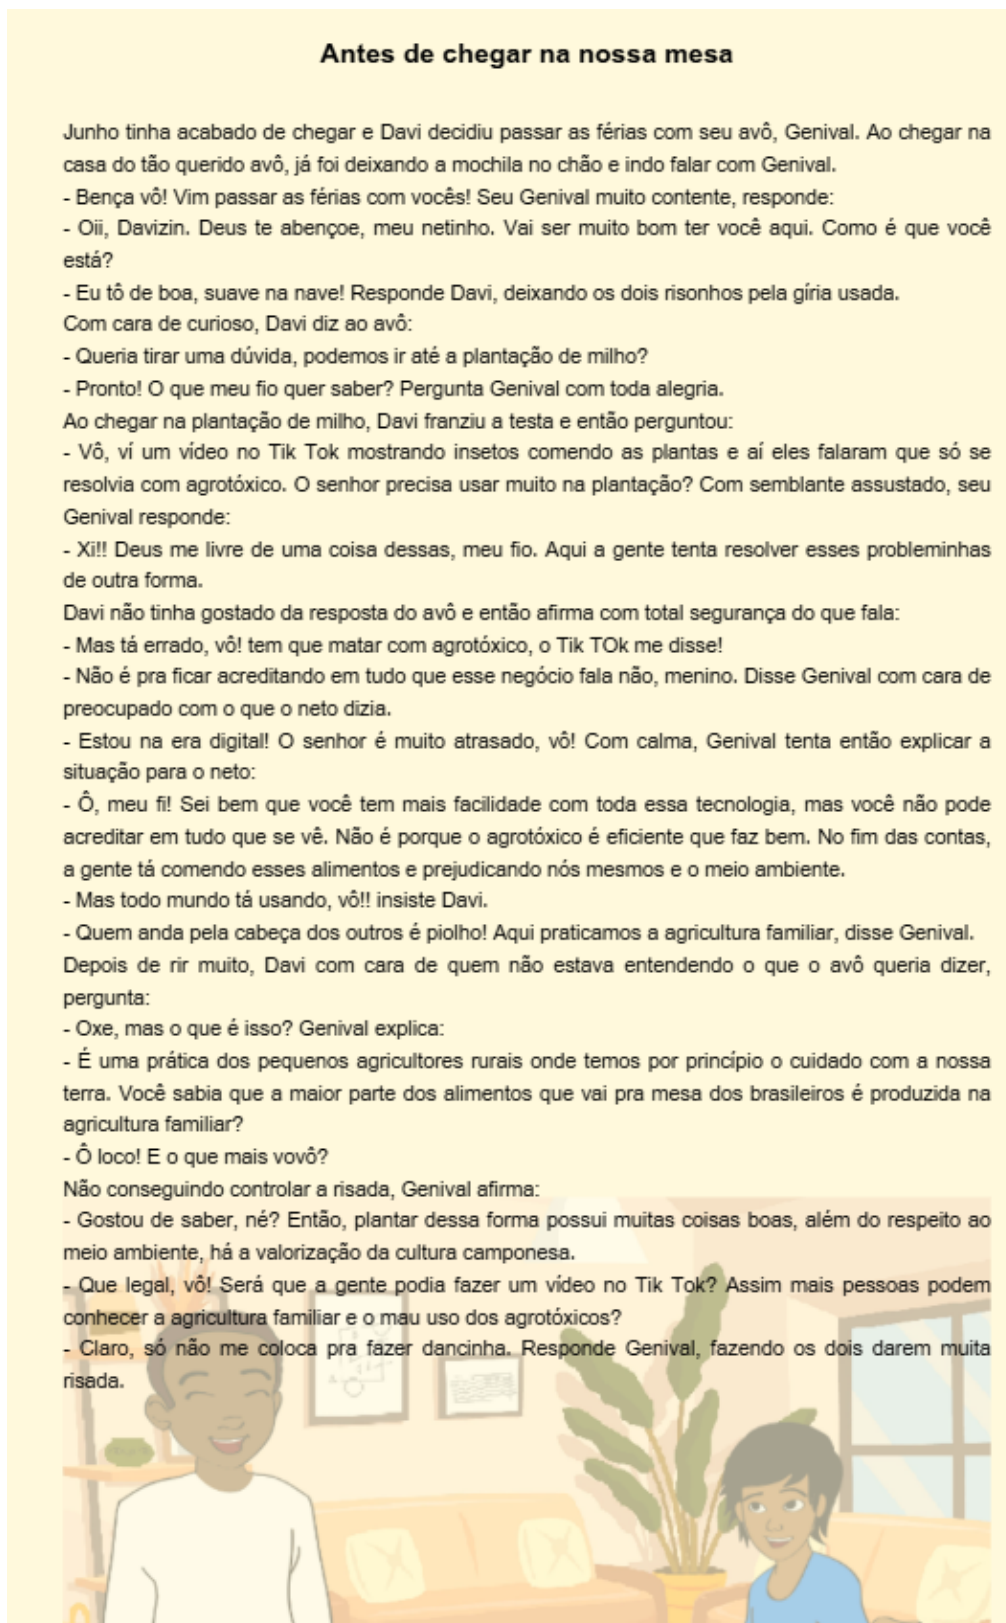 Antes de chegar na nossa mesa
Junho tinha acabado de chegar e Davi decidiu passar as férias com seu avô, Genival. Ao chegar na
casa do tão querido avô, já foi deixando a mochila no chão e indo falar com Genival.
- Bença vô! Vim passar as férias com vocês! Seu Genival muito contente, responde:
- Oii, Davizin. Deus te abençoe, meu netinho. Vai ser muito bom ter você aqui. Como é que você
está?
- Eu tô de boa, suave na nave! Responde Davi, deixando os dois risonhos pela gíria usada.
Com cara de curioso, Davi diz ao avô:
- Queria tirar uma dúvida, podemos ir até a plantação de milho?
- Pronto! O que meu fio quer saber? Pergunta Genival com toda alegria.
Ao chegar na plantação de milho, Davi franziu a testa e então perguntou:
- Vô, ví um vídeo no Tik Tok mostrando insetos comendo as plantas e aí eles falaram que só se
resolvia com agrotóxico. O senhor precisa usar muito na plantação? Com semblante assustado, seu
Genival responde:
- Xi!! Deus me livre de uma coisa dessas, meu fio. Aqui a gente tenta resolver esses probleminhas
de outra forma.
Davi não tinha gostado da resposta do avô e então afirma com total segurança do que fala:
- Mas tá errado, vô! tem que matar com agrotóxico, o Tik TOk me disse!
- Não é pra ficar acreditando em tudo que esse negócio fala não, menino. Disse Genival com cara de
preocupado com o que o neto dizia.
- Estou na era digital! O senhor é muito atrasado, vô! Com calma, Genival tenta então explicar a
situação para o neto:
- Ô, meu fi! Sei bem que você tem mais facilidade com toda essa tecnologia, mas você não pode
acreditar em tudo que se vê. Não é porque o agrotóxico é eficiente que faz bem. No fim das contas,
a gente tá comendo esses alimentos e prejudicando nós mesmos e o meio ambiente.
- Mas todo mundo tá usando, vô!! insiste Davi.
- Quem anda pela cabeça dos outros é piolho! Aqui praticamos a agricultura familiar, disse Genival.
Depois de rir muito, Davi com cara de quem não estava entendendo o que o avô queria dizer,
pergunta:
- Oxe, mas o que é isso? Genival explica:
- É uma prática dos pequenos agricultores rurais onde temos por princípio o cuidado com a nossa
terra. Você sabia que a maior parte dos alimentos que vai pra mesa dos brasileiros é produzida na
agricultura familiar?
- Ô loco! E o que mais vovô?
Não conseguindo controlar a risada, Genival afirma:
- Gostou de saber, né? Então, plantar dessa forma possui muitas coisas boas, além do respeito ao
meio ambiente, há a valorização da cultura camponesa.
- Que legal, vô! Será que a gente podia fazer um vídeo no Tik Tok? Assim mais pessoas podem
conhecer a agricultura familiar e o mau uso dos agrotóxicos?
- Claro, só não me coloca pra fazer dancinha. Responde Genival, fazendo os dois darem muita
risada.